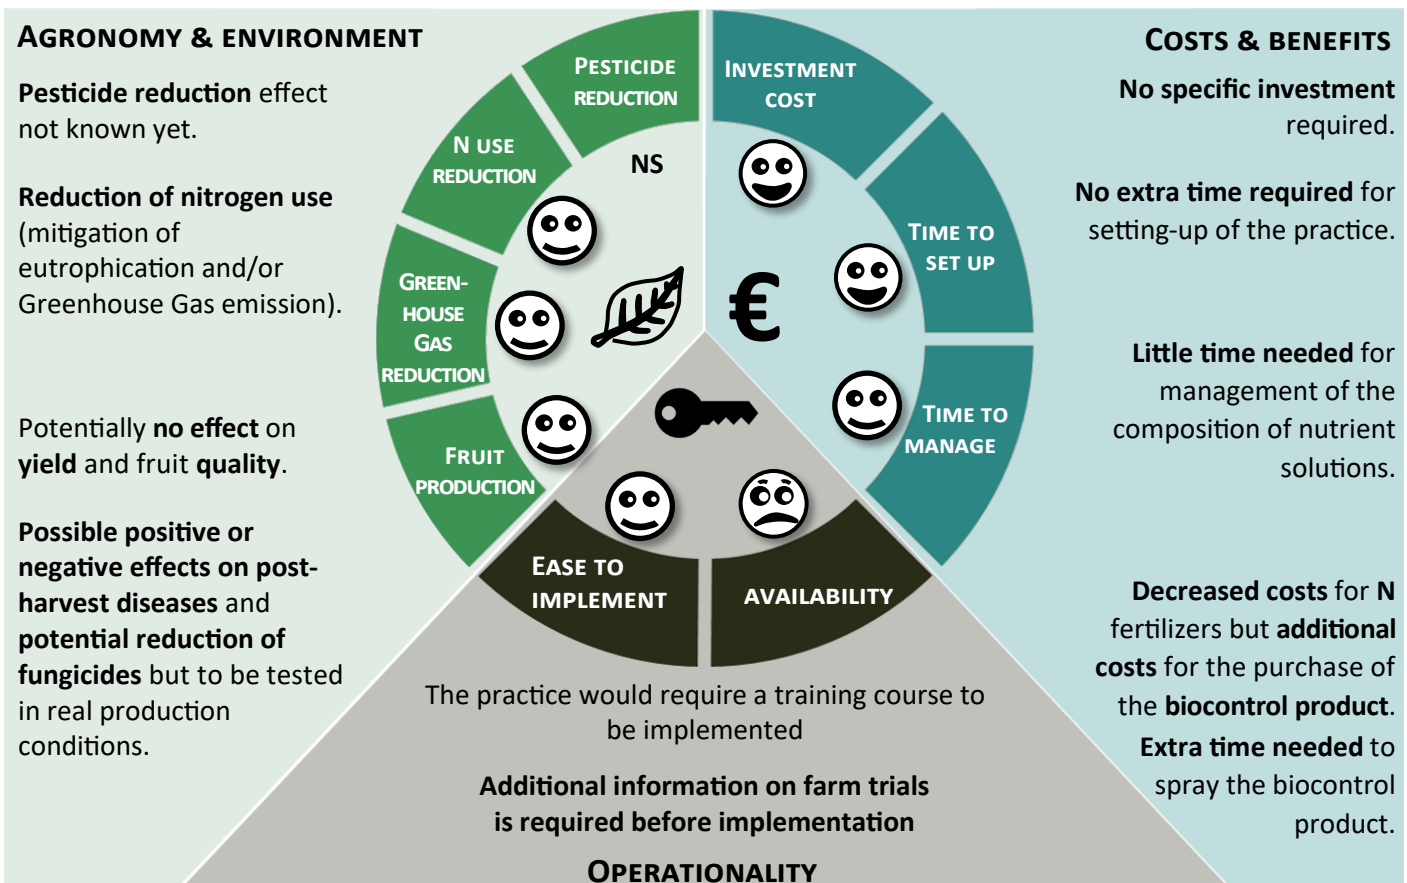 AGRONOMY & ENVIRONMENT
Pesticide reduction effect
not known yet.
Reduction of nitrogen use
(mitigation of
eutrophication and/or
Greenhouse Gas emission).
Potentially no effect on
yield and fruit quality.
Possible positive or
negative effects on post-
harvest diseases and
potential reduction of
fungicides but to be tested
in real production
conditions.
PESTICIDE
REDUCTION
N USE
REDUCTION
GREEN-
HOUSE
GAS
REDUCTION
FRUIT
PRODUCTION
NS
€
INVESTMENT
COST
TIME TO
SET UP
TIME TO
MANAGE
EASE TO
IMPLEMENT
AVAILABILITY
COSTS & BENEFITS
No specific investment
required.
No extra time required for
setting-up of the practice.
Little time needed for
management of the
composition of nutrient
solutions.
Decreased costs for N
fertilizers but additional
costs for the purchase of
the biocontrol product.
Extra time needed to
spray the biocontrol
product.
The practice would require a training course to
be implemented
Additional information on farm trials
is required before implementation
OPERATIONALITY